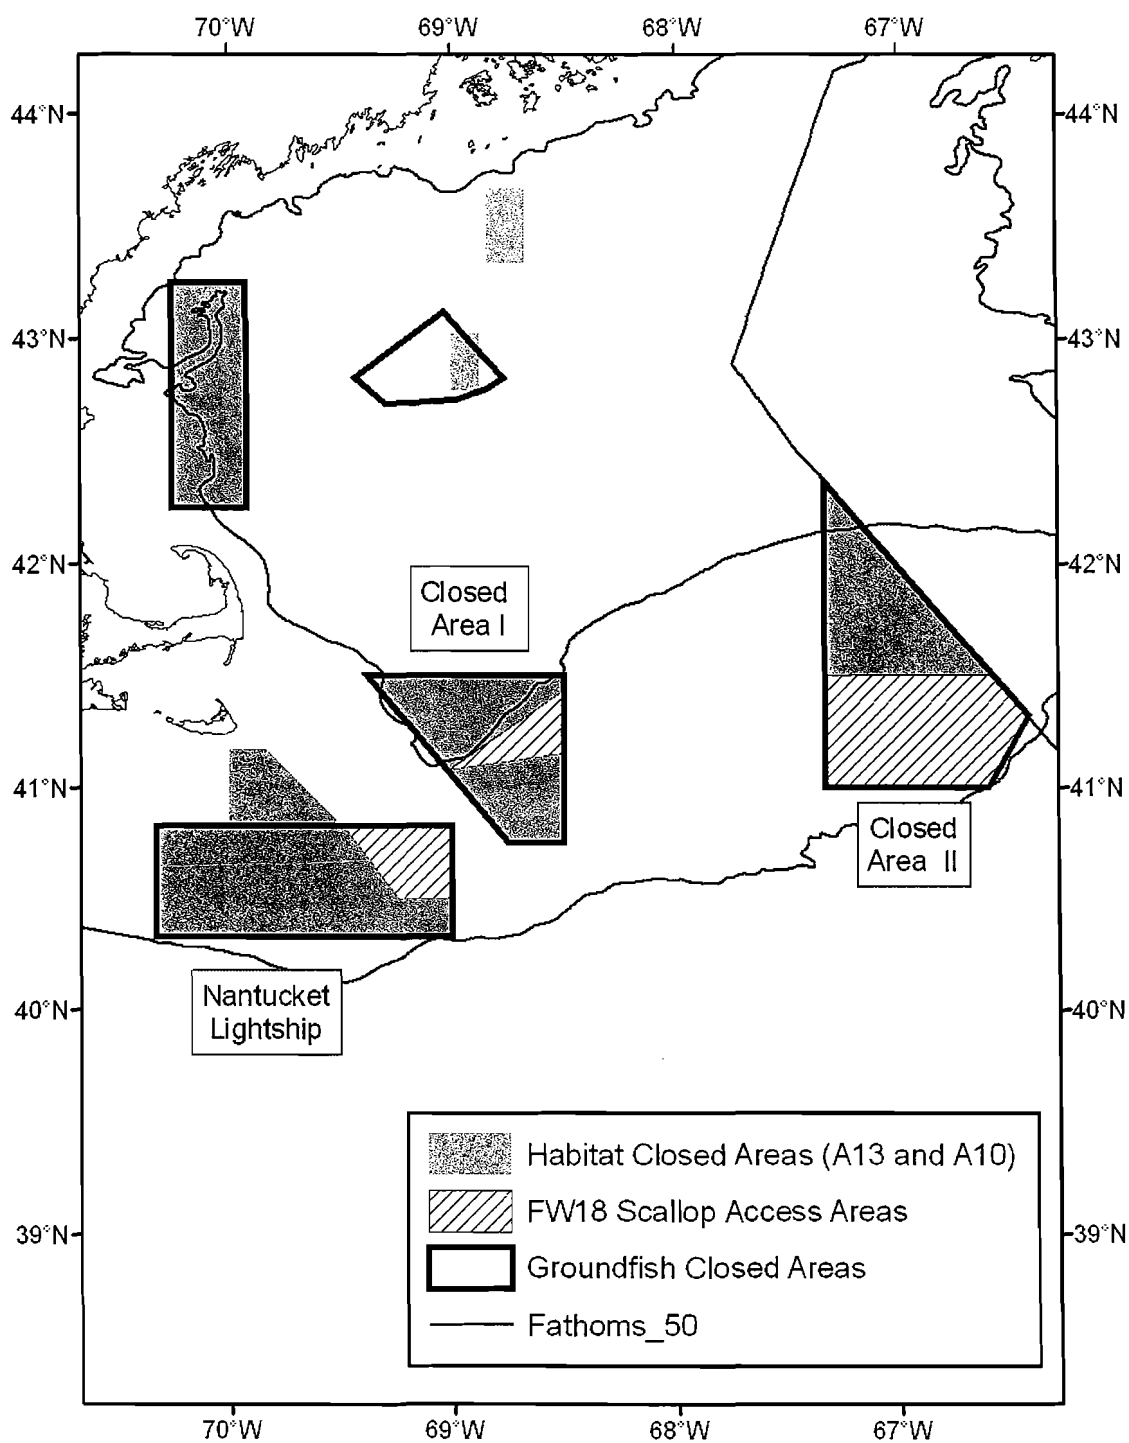 70°W 69°W 68°W 67°W
44°N 44°N
43°N 43°N
42°N 42°N
Closed
Area I
41°N 41°N
Closed
Area II
Nantucket
Lightship
40°N 40°N
Habitat Closed Areas (A13 and A10)
FW18 Scallop Access Areas
39°N 39°N
Groundfish Closed Areas
Fathoms_50
70°W 69°W 68°W 67°W